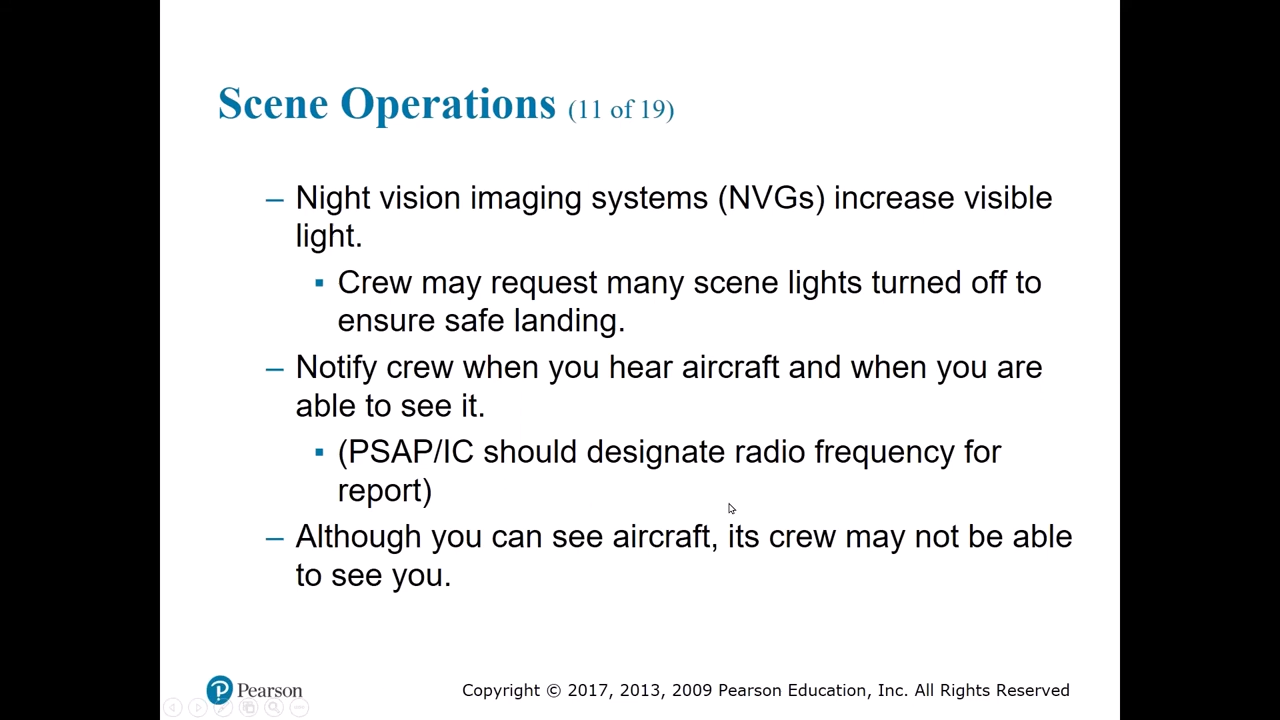 Scene Operations (11 of 19)
– Night vision imaging systems (NVGs) increase visible
light.
▪ Crew may request many scene lights turned off to
ensure safe landing.
– Notify crew when you hear aircraft and when you are
able to see it.
▪ (PSAP/IC should designate radio frequency for
report)
– Although you can see aircraft, its crew may not be able
to see you.
Pearson
Copyright © 2017, 2013, 2009 Pearson Education, Inc. All Rights Reserved